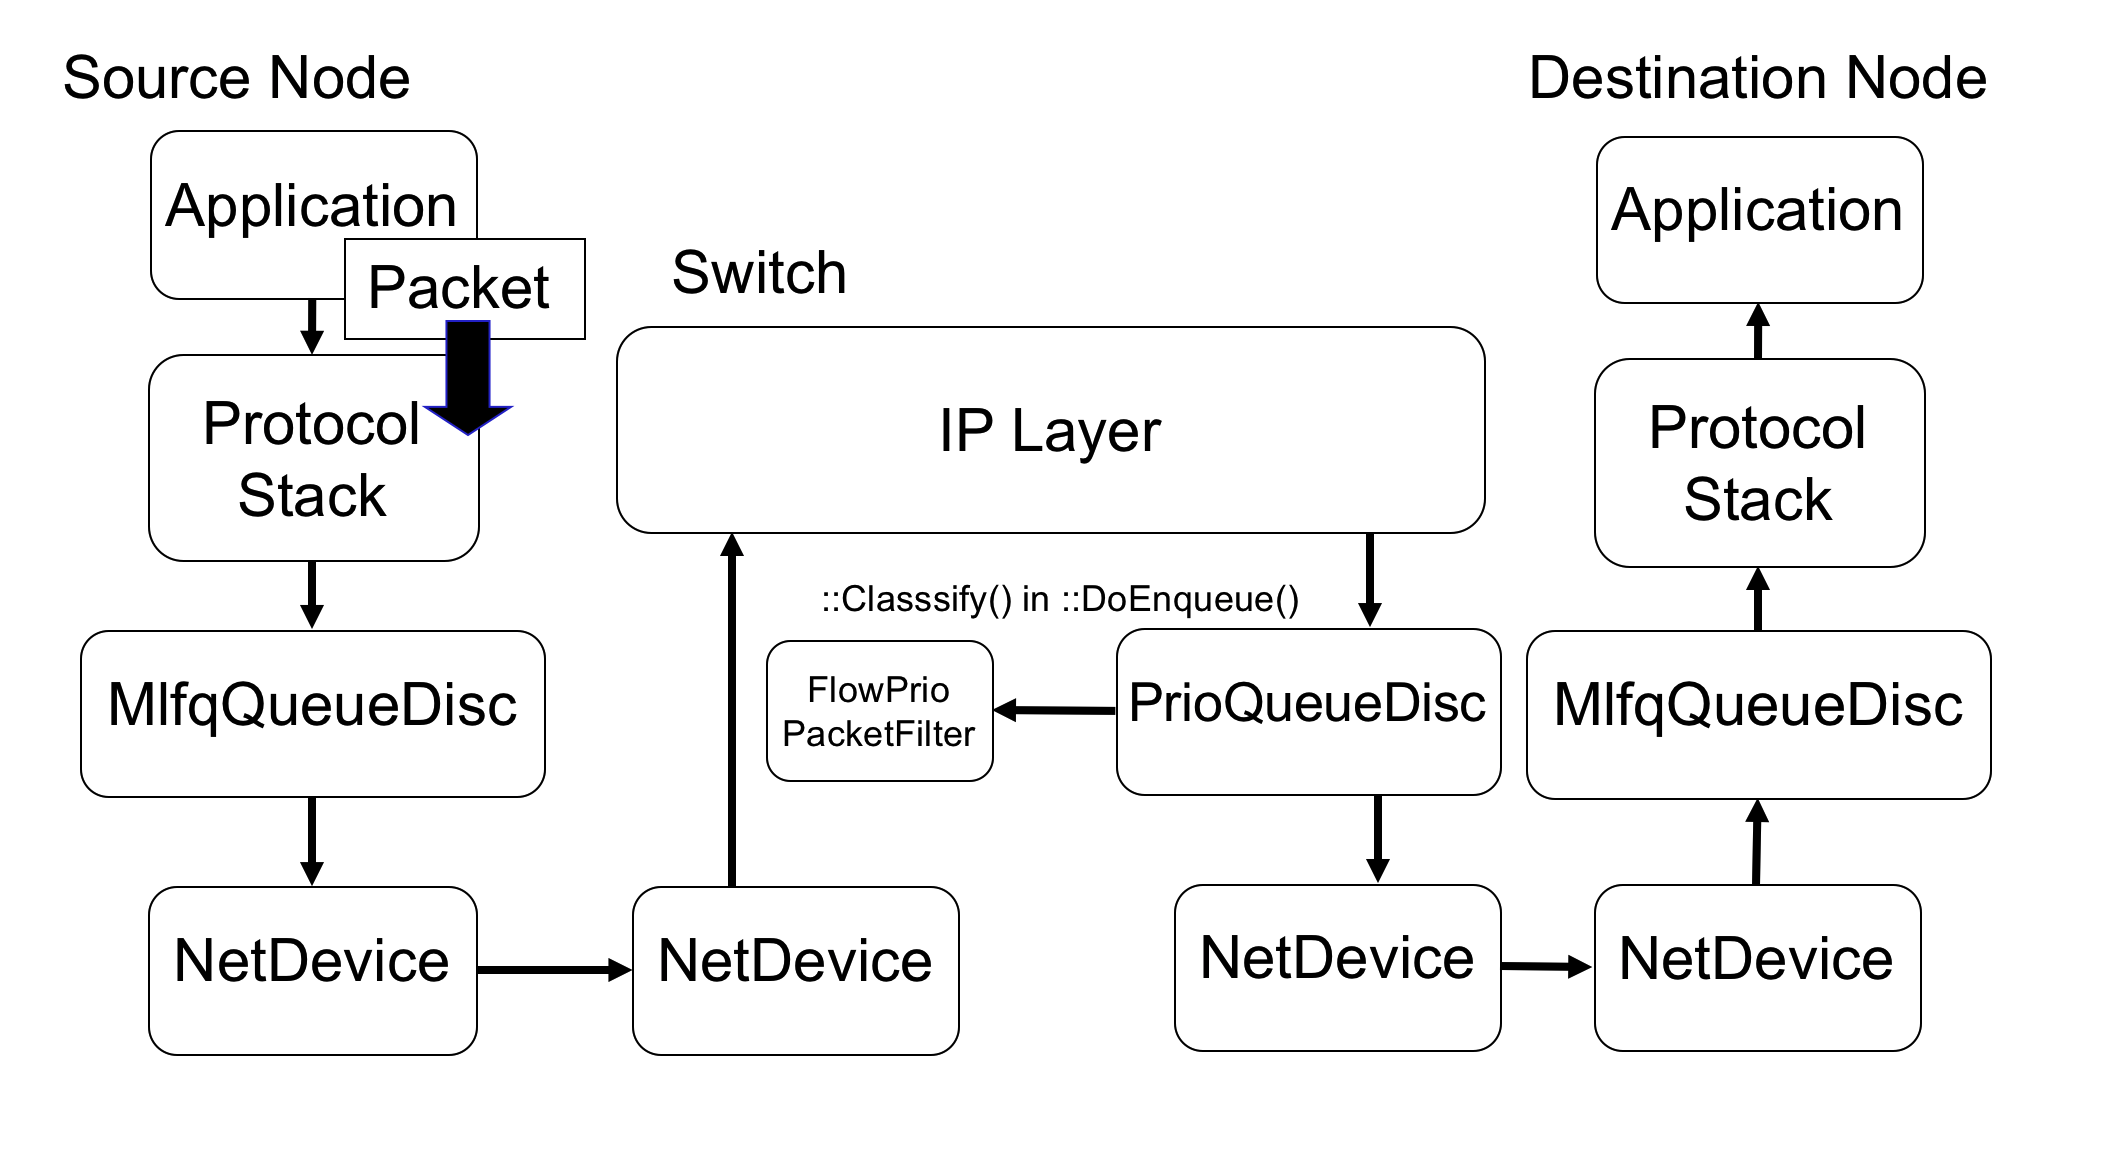 Source Node
Application
Packet
Protocol
Stack
MlfqQueueDisc
NetDevice
Switch
IP Layer
::Classsify() in ::DoEnqueue()
FlowPrio
PacketFilter
PrioQueueDisc
NetDevice
NetDevice
Destination Node
Application
Protocol
Stack
MlfqQueueDisc
NetDevice